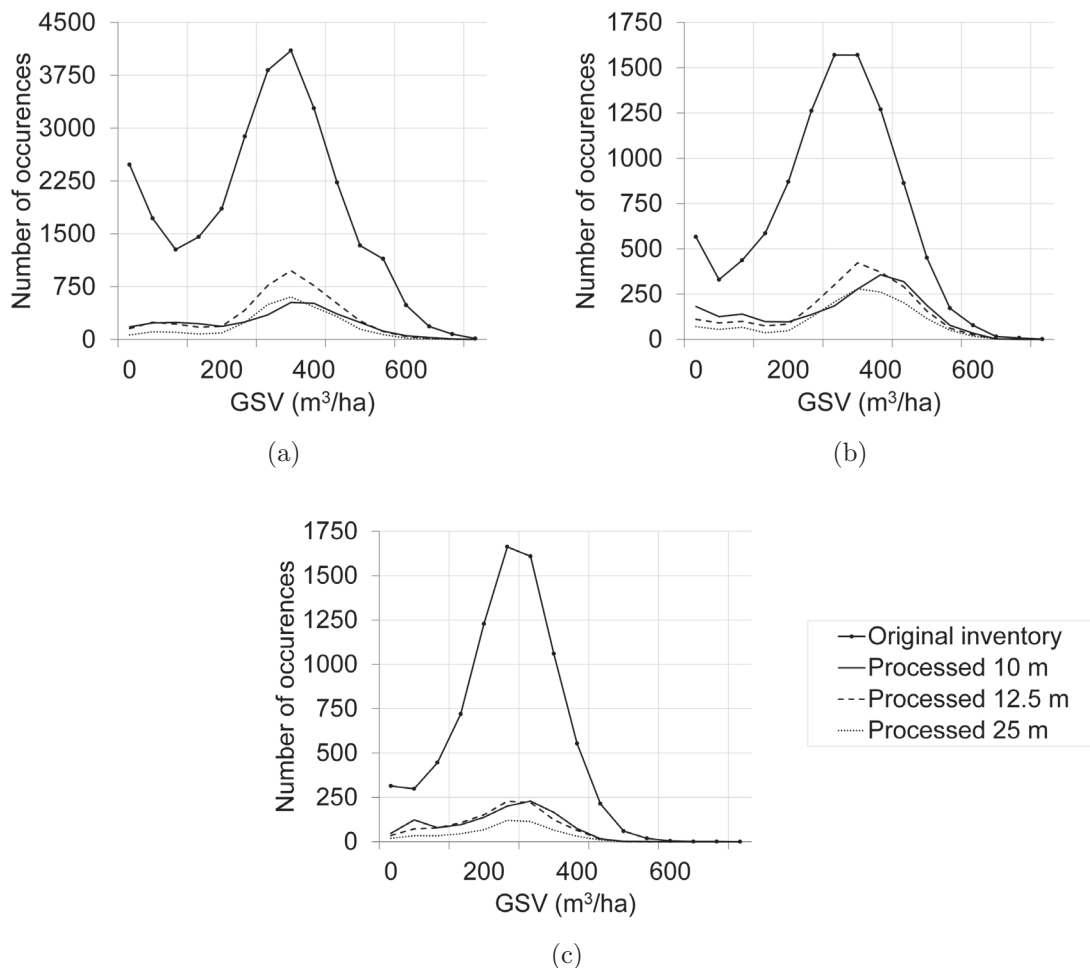 4500
3750
3000
2250
1500
750
0
Number of occurences
0 200 400 600
GSV (m³/ha)
(a)
1750
1500
1250
1000
750
500
250
0
Number of occurences
0 200 400 600
GSV (m³/ha)
(b)
1750
1500
1250
1000
750
500
250
0
Number of occurences
0 200 400 600
GSV (m³/ha)
(c)
Original inventory
Processed 10 m
Processed 12.5 m
Processed 25 m